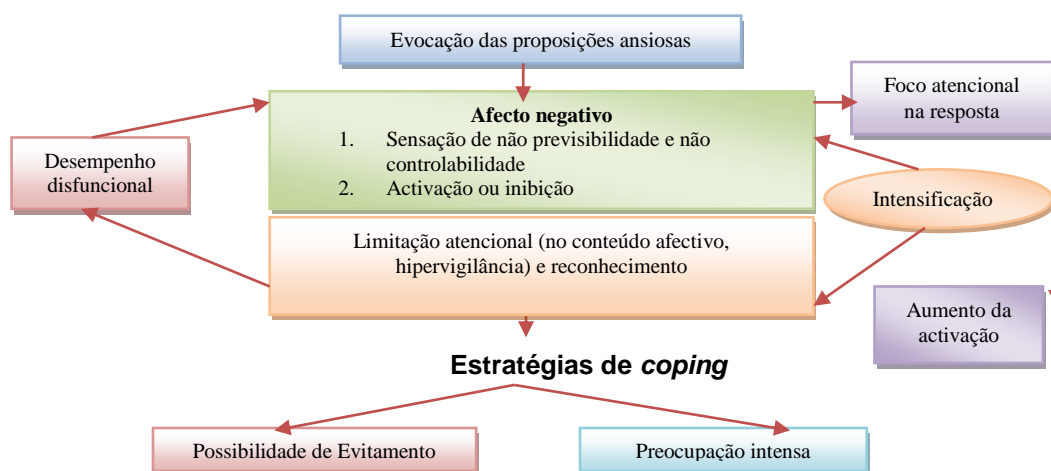 Evocação das proposições ansiosas
Foco atencional
na resposta
Afecto negativo
1. Sensação de não previsibilidade e não
controlabilidade
2. Activação ou inibição
Desempenho
disfuncional
Intensificação
Limitação atencional (no conteúdo afectivo,
hipervigilância) e reconhecimento
Aumento da
activação
Estratégias de coping
Possibilidade de Evitamento
Preocupação intensa